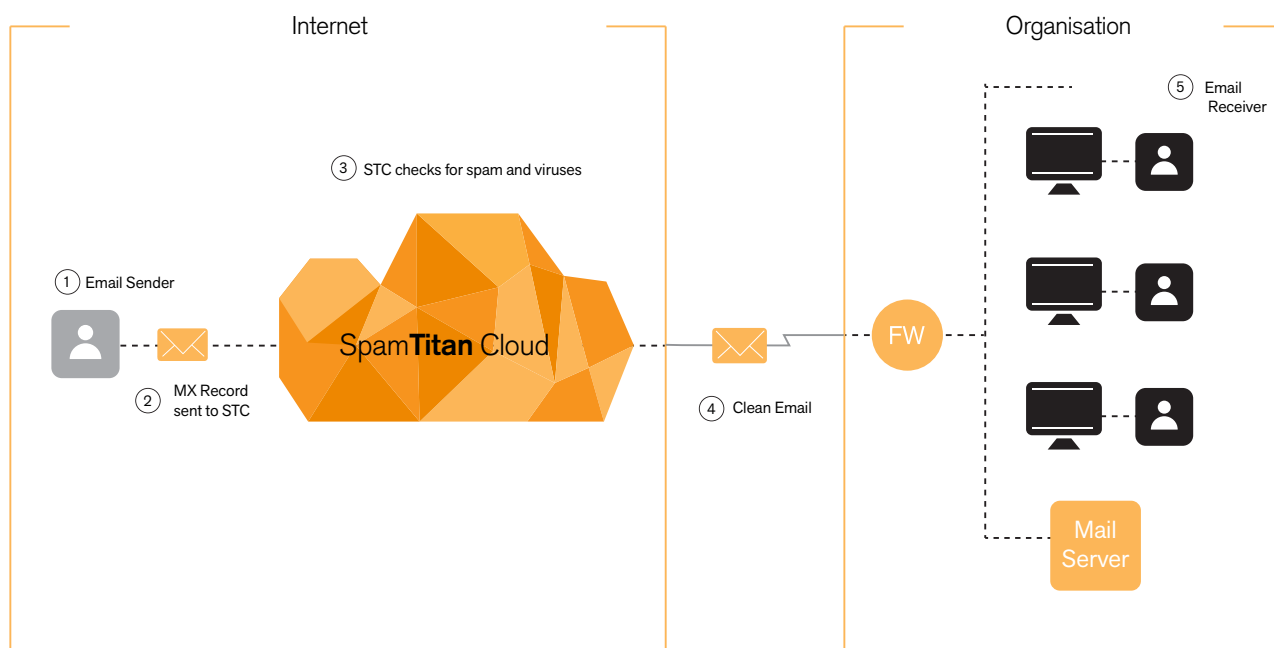 Internet
Organisation
5 Email
Receiver
3 STC checks for spam and viruses
1 Email Sender
SpamTitan Cloud
FW
2 MX Record
sent to STC
4 Clean Email
Mail
Server